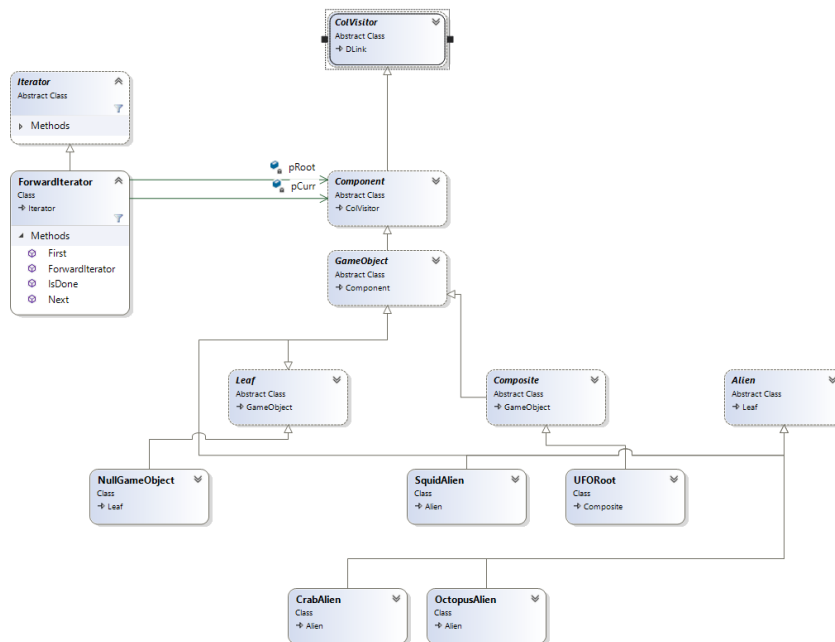 ColVisitor
Abstract Class
DLink
Iterator
Abstract Class
Methods
ForwardIterator
Class
Iterator
Methods
First
ForwardIterator
IsDone
Next
pRoot
pCurr
Component
Abstract Class
ColVisitor
GameObject
Abstract Class
Component
Leaf
Abstract Class
GameObject
Composite
Abstract Class
GameObject
Alien
Abstract Class
Leaf
NullGameObject
Class
Leaf
SquidAlien
Class
Alien
UFORoot
Class
Composite
CrabAlien
Class
Alien
OctopusAlien
Class
Alien